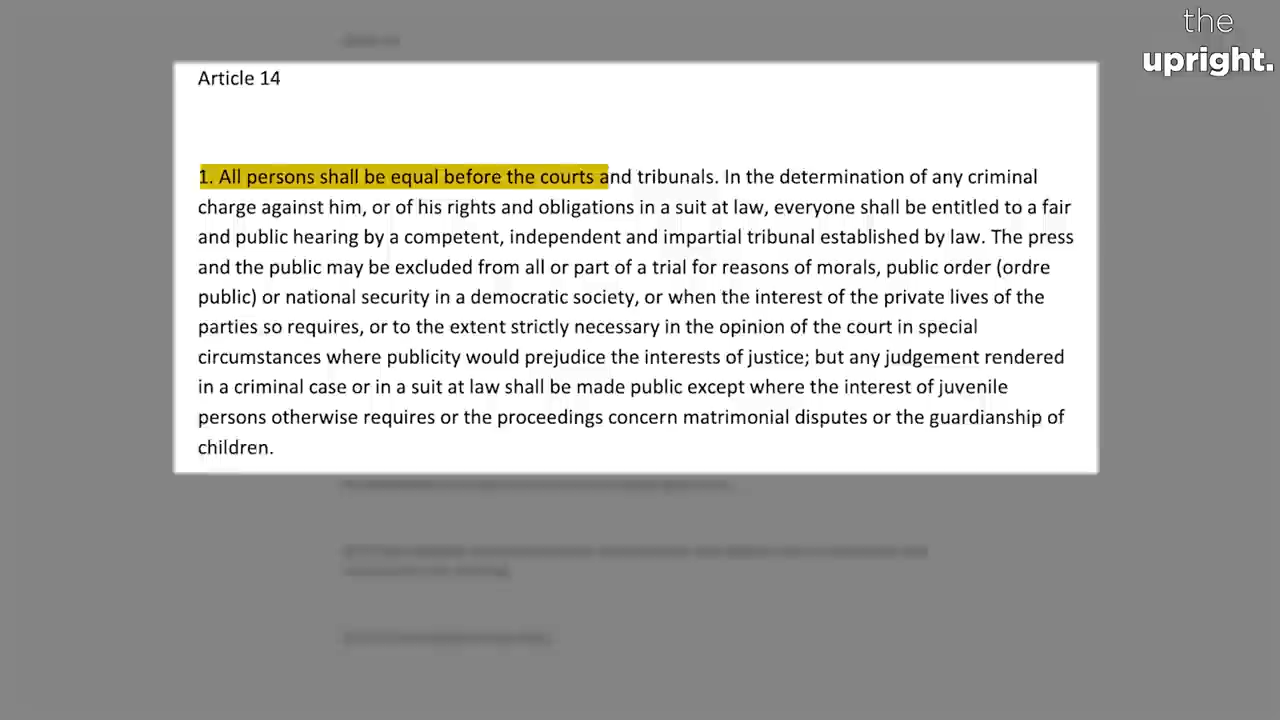 the
upright.
Article 14
1. All persons shall be equal before the courts and tribunals. In the determination of any criminal
charge against him, or of his rights and obligations in a suit at law, everyone shall be entitled to a fair
and public hearing by a competent, independent and impartial tribunal established by law. The press
and the public may be excluded from all or part of a trial for reasons of morals, public order (ordre
public) or national security in a democratic society, or when the interest of the private lives of the
parties so requires, or to the extent strictly necessary in the opinion of the court in special
circumstances where publicity would prejudice the interests of justice; but any judgement rendered
in a criminal case or in a suit at law shall be made public except where the interest of juvenile
persons otherwise requires or the proceedings concern matrimonial disputes or the guardianship of
children.